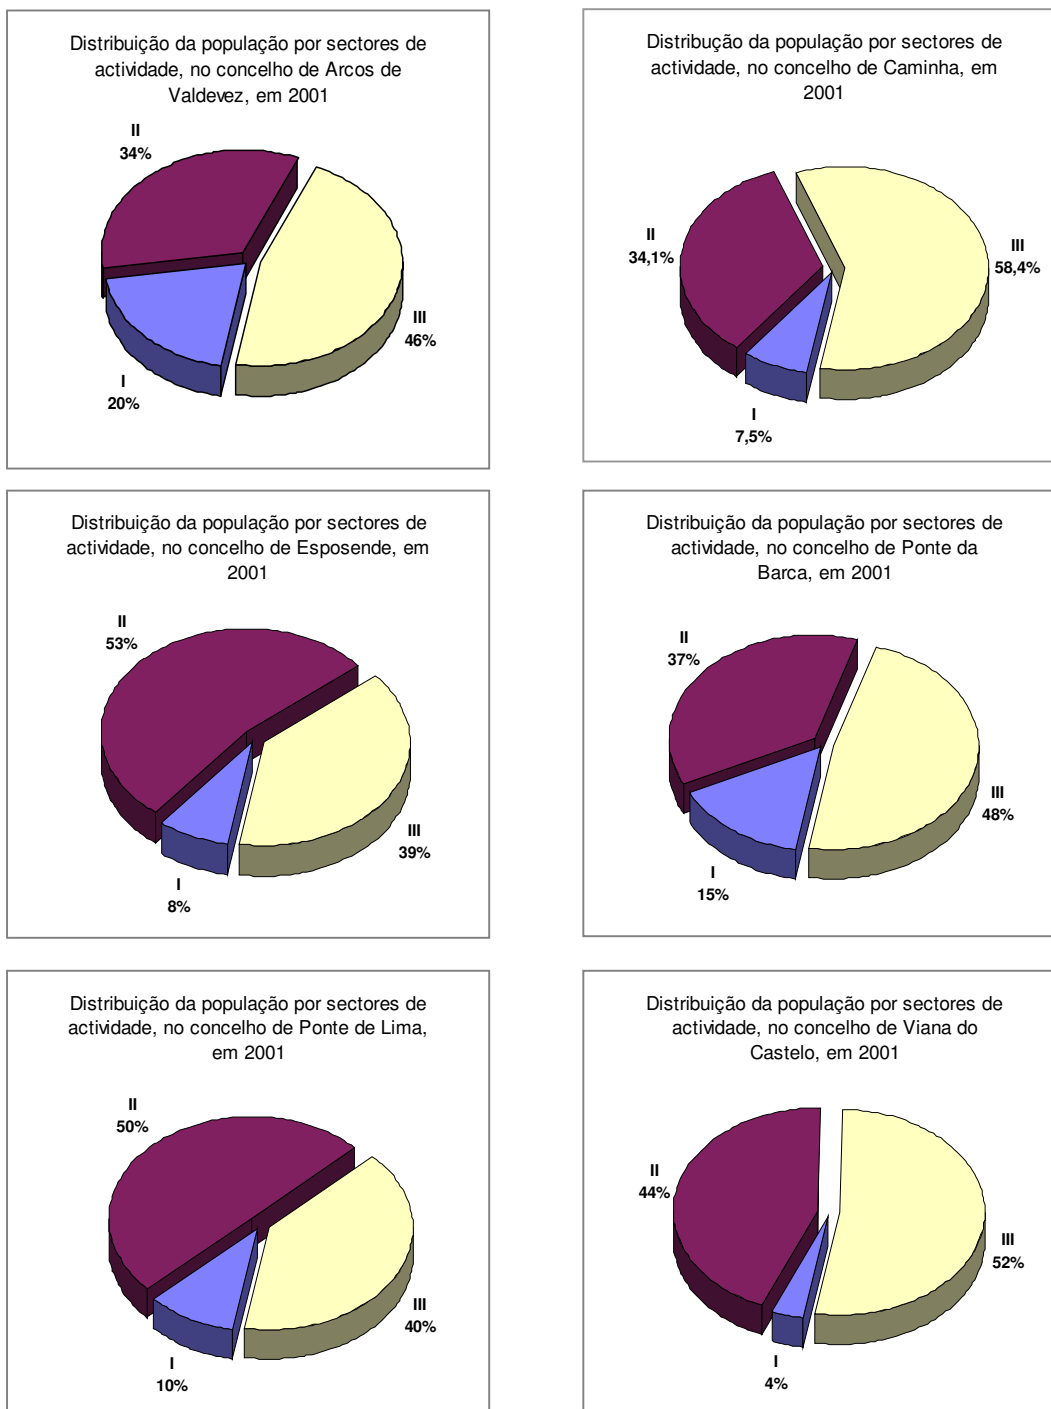 Distribuição da população por sectores de
actividade, no concelho de Arcos de
Valdevez, em 2001
II
34%
III
46%
I
20%
Distribução da população por sectores de
actividade, no concelho de Caminha, em
2001
II
34,1%
III
58,4%
I
7,5%
Distribuição da população por sectores de
actividade, no concelho de Esposende, em
2001
II
53%
III
39%
I
8%
Distribuição da população por sectores de
actividade, no concelho de Ponte da
Barca, em 2001
II
37%
III
48%
I
15%
Distribuição da população por sectores de
actividade, no concelho de Ponte de Lima,
em 2001
II
50%
III
40%
I
10%
Distribuição da população por sectores de
actividade, no concelho de Viana do
Castelo, em 2001
II
44%
III
52%
I
4%